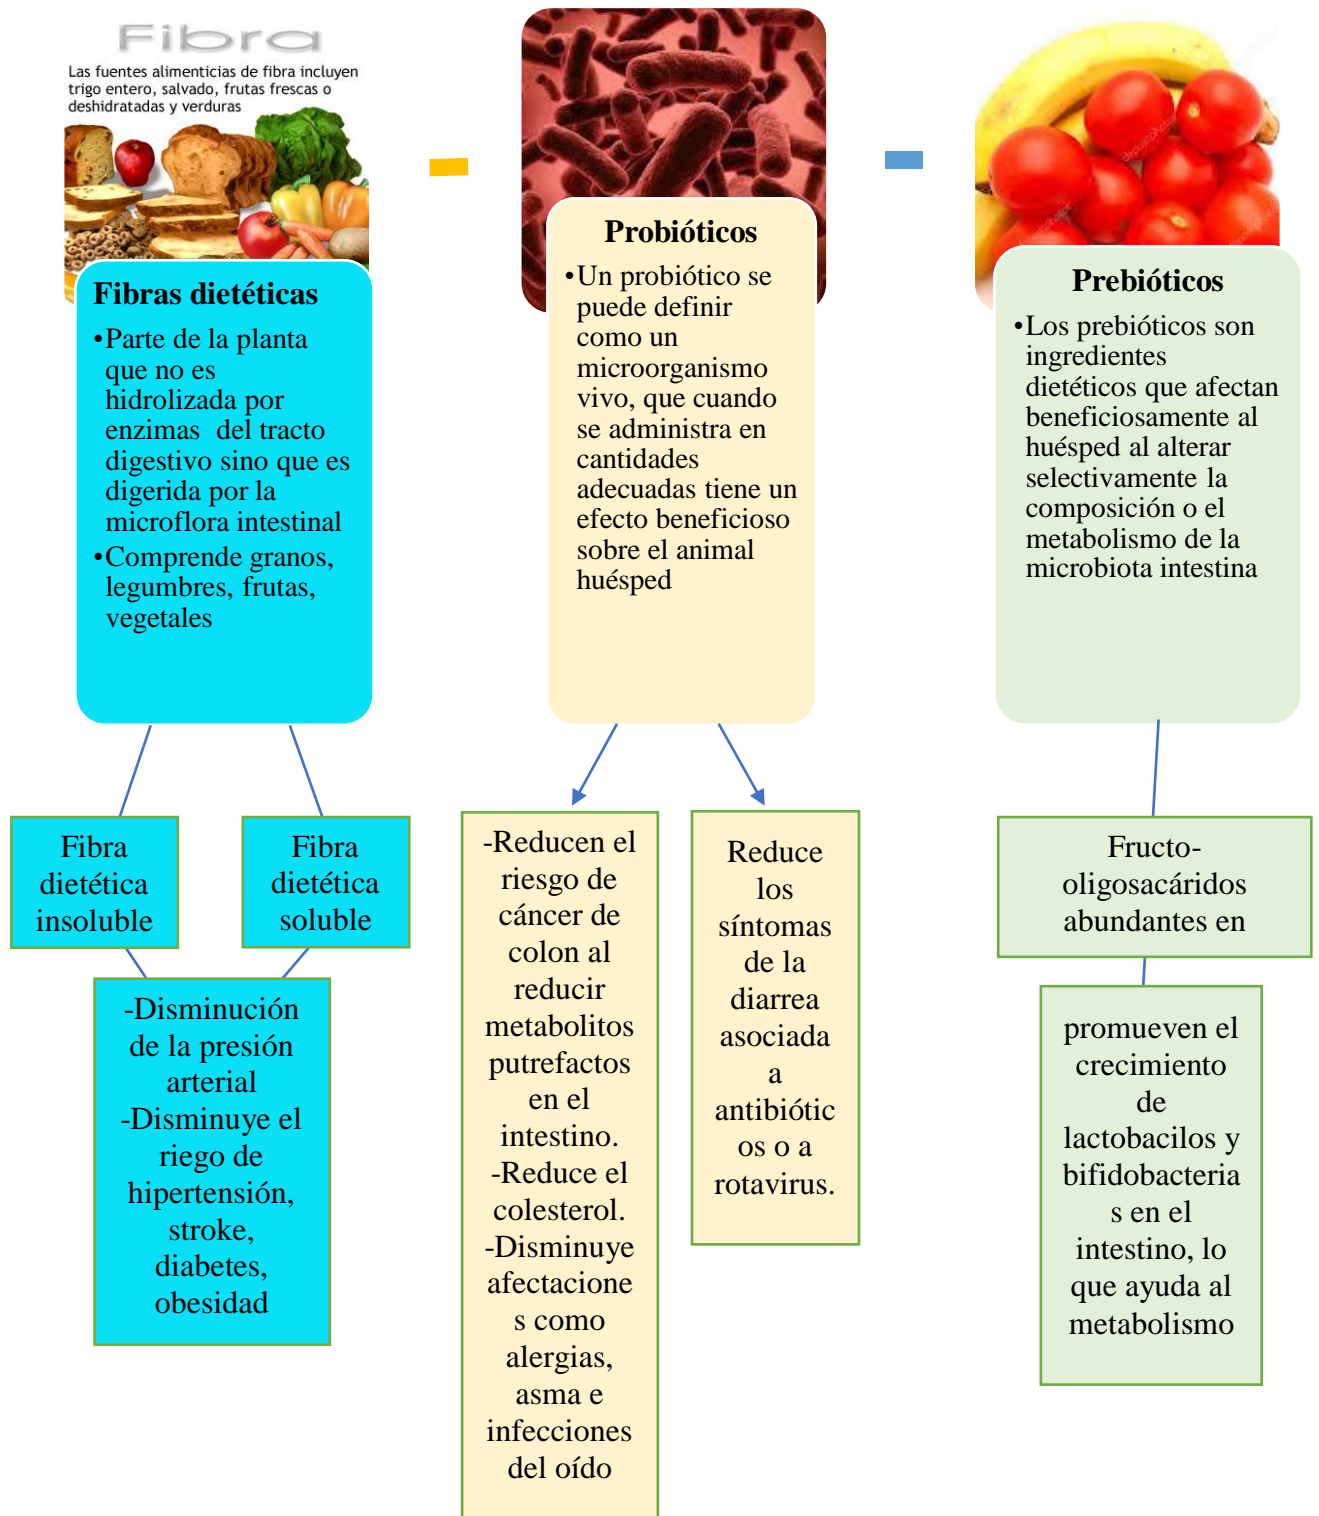 Fibra
Las fuentes alimenticias de fibra incluyen
trigo entero, salvado, frutas frescas o
deshidratadas y verduras
Fibras dietéticas
•Parte de la planta
que no es
hidrolizada por
enzimas del tracto
digestivo sino que es
digerida por la
microflora intestinal
•Comprende granos,
legumbres, frutas,
vegetales
Fibra
dietética
insoluble
Fibra
dietética
soluble
-Disminución
de la presión
arterial
-Disminuye el
riego de
hipertensión,
stroke,
diabetes,
obesidad
Probióticos
•Un probiótico se
puede definir
como un
microorganismo
vivo, que cuando
se administra en
cantidades
adecuadas tiene un
efecto beneficioso
sobre el animal
huésped
-Reducen el
riesgo de
cáncer de
colon al
reducir
metabolitos
putrefactos
en el
intestino.
-Reduce el
colesterol.
-Disminuye
afectacione
s como
alergias,
asma e
infecciones
del oído
Reduce
los
síntomas
de la
diarrea
asociada
a
antibiótic
os o a
rotavirus.
Prebióticos
•Los prebióticos son
ingredientes
dietéticos que afectan
beneficiosamente al
huésped al alterar
selectivamente la
composición o el
metabolismo de la
microbiota intestina
Fructo-
oligosacáridos
abundantes en
promueven el
crecimiento
de
lactobacilos y
bifidobacteria
s en el
intestino, lo
que ayuda al
metabolismo